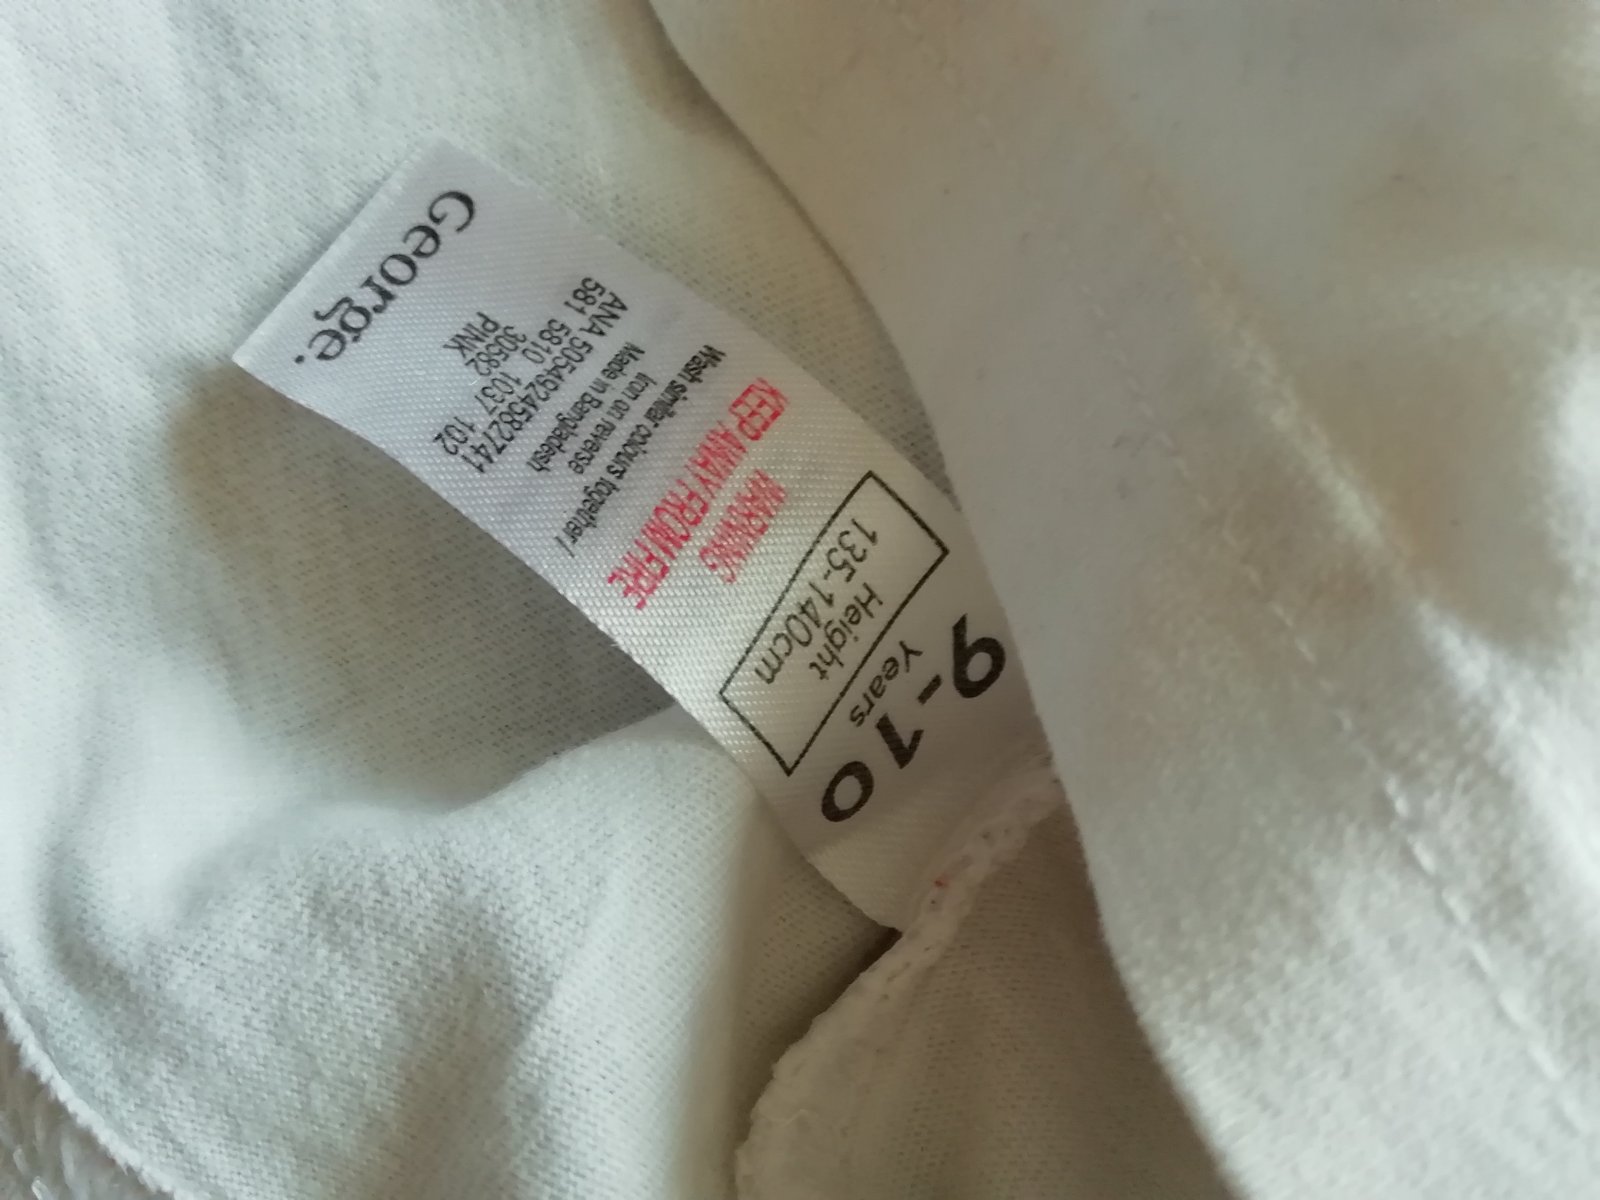 9-10
Years
Height
135-140cm
WARNING
KEEP AWAY FROM FIRE
Wash similar colours together /
Iron on reverse
Made in Bangladesh
ANA 5054924582741
581 5810 1037 102
30582
PINK
George.